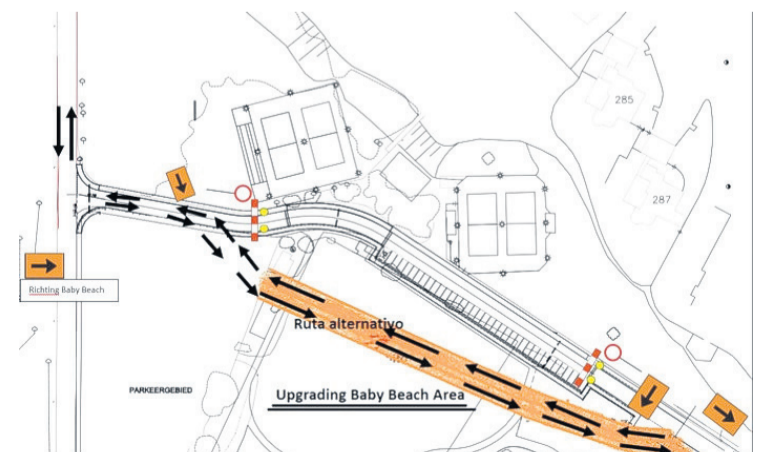 285
287
Richting Baby Beach
Ruta alternativo
PARKEERGEBIED
Upgrading Baby Beach Area